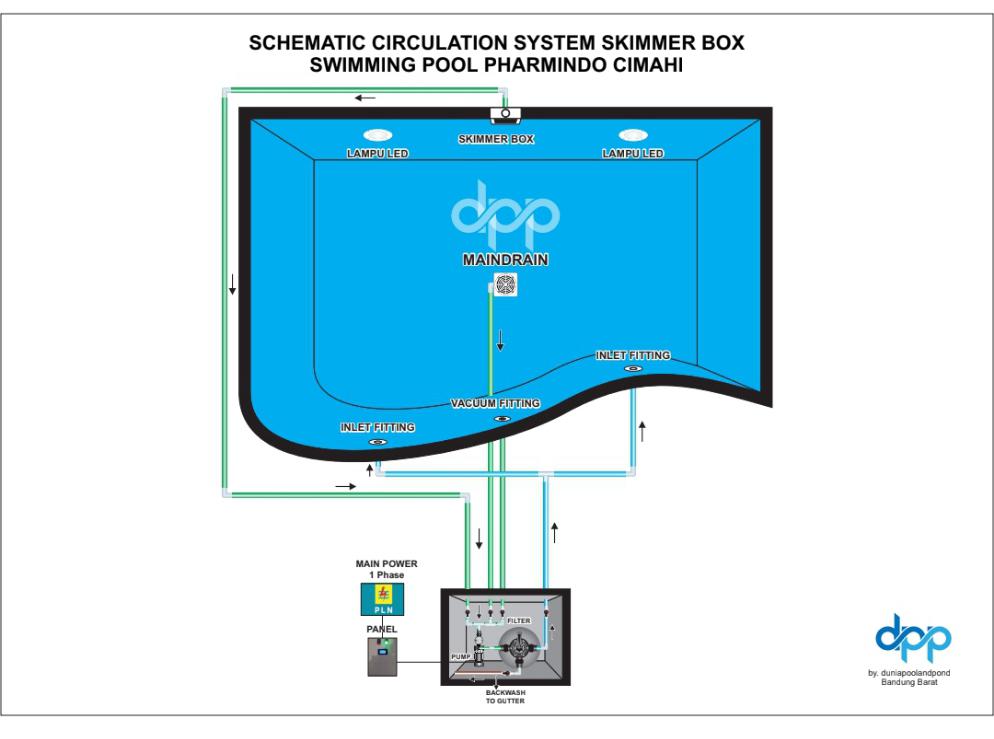 SCHEMATIC CIRCULATION SYSTEM SKIMMER BOX
SWIMMING POOL PHARMINDO CIMAHI
SKIMMER BOX
LAMPU LED
LAMPU LED
dpp
MAINDRAIN
INLET FITTING
VACUUM FITTING
INLET FITTING
MAIN POWER
1 Phase
PLN
PANEL
FILTER
PUMP
BACKWASH
TO GUTTER
dpp
by. duniapoolandpond
Bandung Barat